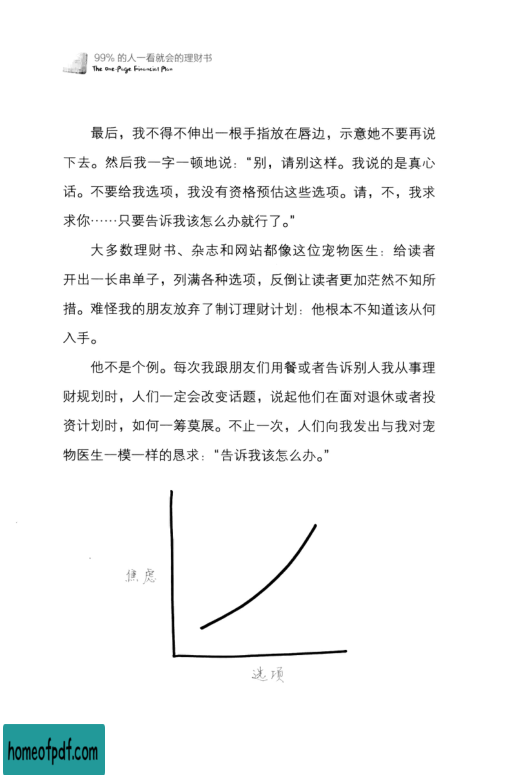 99% 的人一看就会的理财书
The One-Page Financial Plan
最后，我不得不伸出一根手指放在唇边，示意她不要再说
下去。然后我一字一顿地说：“别，请别这样。我说的是真心
话。不要给我选项，我没有资格预估这些选项。请，不，我求
求你……只要告诉我该怎么办就行了。”
大多数理财书、杂志和网站都像这位宠物医生：给读者
开出一长串单子，列满各种选项，反倒让读者更加茫然不知所
措。难怪我的朋友放弃了制订理财计划：他根本不知道该从何
入手。
他不是个例。每次我跟朋友们用餐或者告诉别人我从事理
财规划时，人们一定会改变话题，说起他们在面对退休或者投
资计划时，如何一筹莫展。不止一次，人们向我发出与我对宠
物医生一模一样的恳求：“告诉我该怎么办。”
焦虑
选项
homeofpdf.com